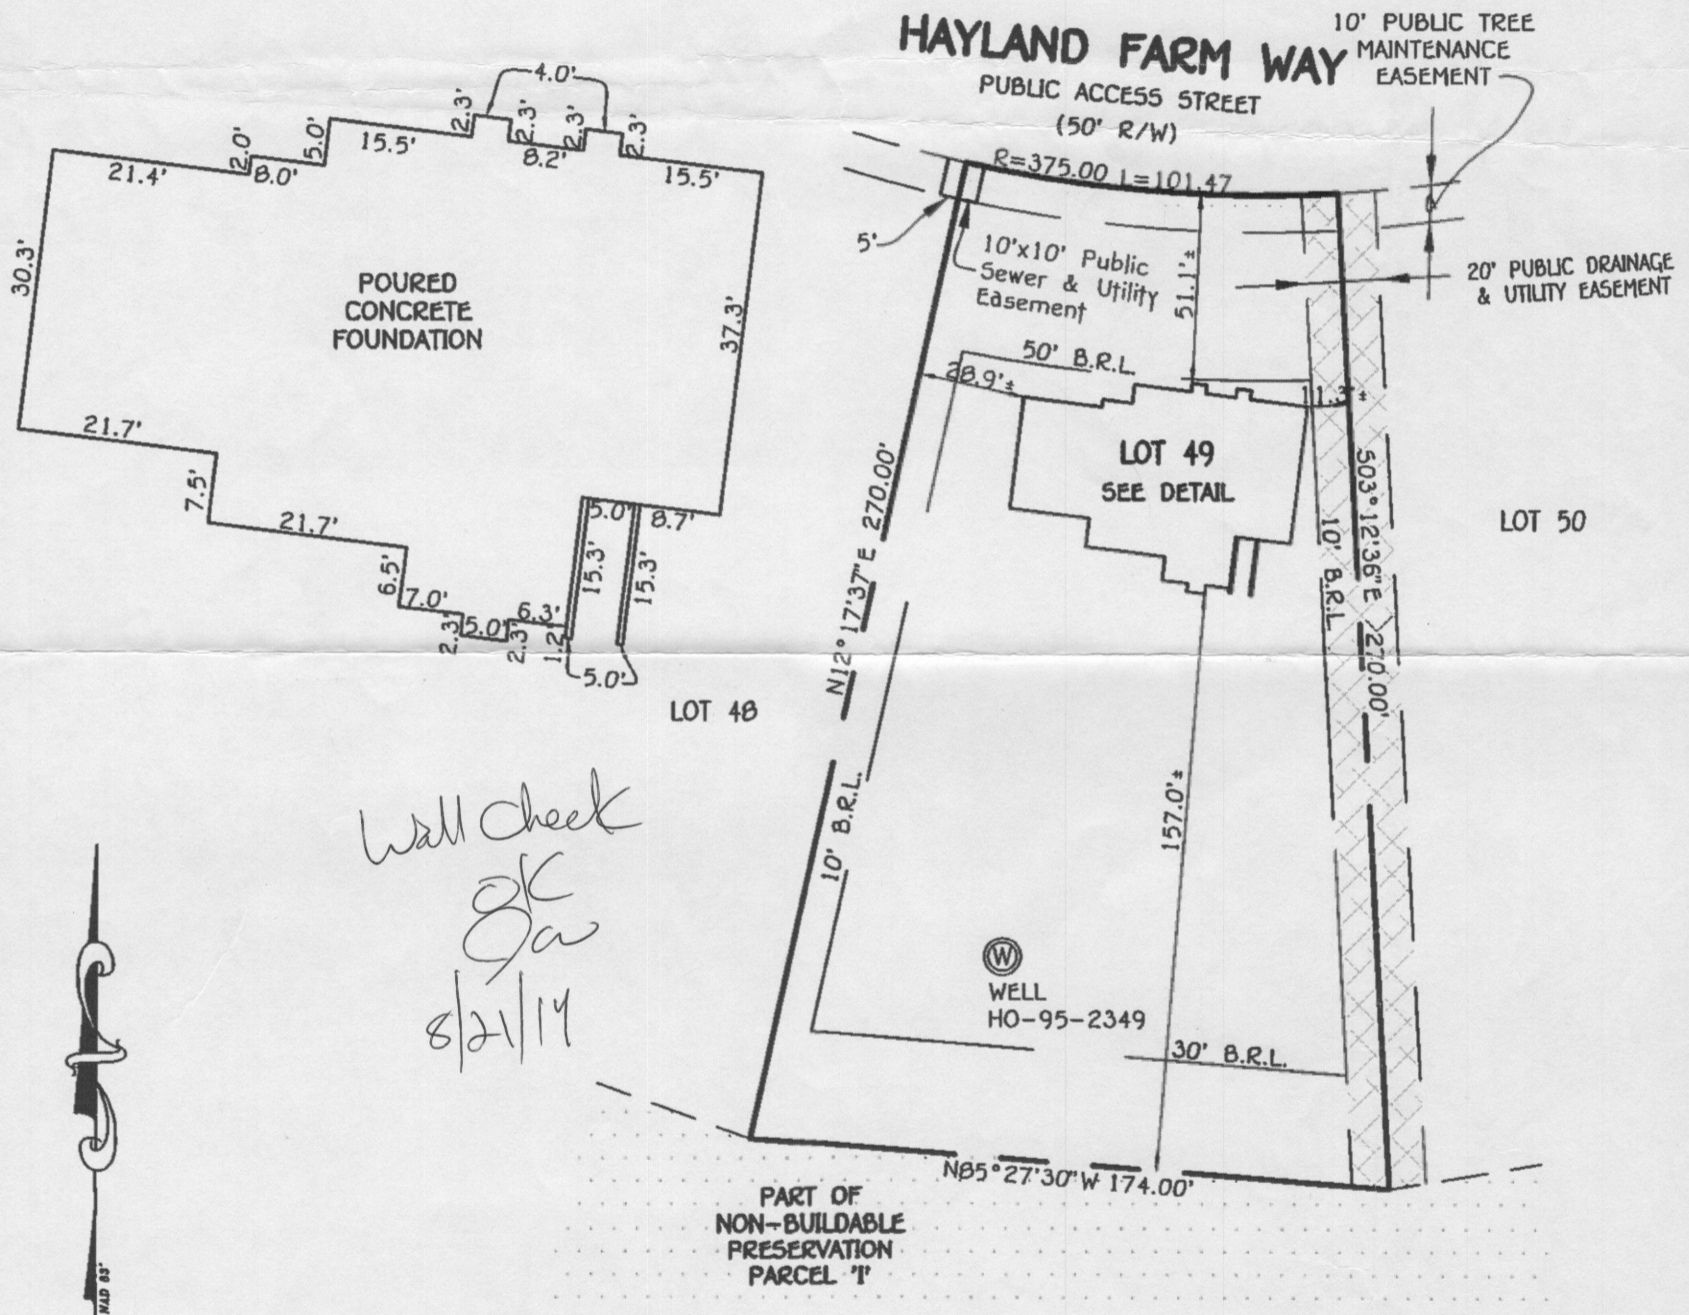 HAYLAND FARM WAY
PUBLIC ACCESS STREET
(50' R/W)
10' PUBLIC TREE
MAINTENANCE
EASEMENT
4.0'
2.3'
2.3'
2.3'
2.3'
5.0'
2.0'
15.5'
8.2'
15.5'
21.4'
8.0'
30.3'
POURED
CONCRETE
FOUNDATION
37.3'
21.7'
7.5'
21.7'
6.5'
7.0'
2.3'
5.0'
2.3'
6.3'
1.2'
5.0'
15.3'
15.3'
8.7'
5.0'
R=375.00 L=101.47
5'
10'x10' Public
Sewer & Utility
Easement
51.1'±
20' PUBLIC DRAINAGE
& UTILITY EASEMENT
50' B.R.L.
28.9'±
LOT 49
SEE DETAIL
LOT 50
N12°17'37"E 270.00'
10' B.R.L.
S03°12'36"E 270.00'
LOT 48
10' B.R.L.
157.0'±
W
WELL
HO-95-2349
30' B.R.L.
N85°27'30"W 174.00'
PART OF
NON-BUILDABLE
PRESERVATION
PARCEL 'I'
Wall Check
OK
8/21/14
NAD 83'